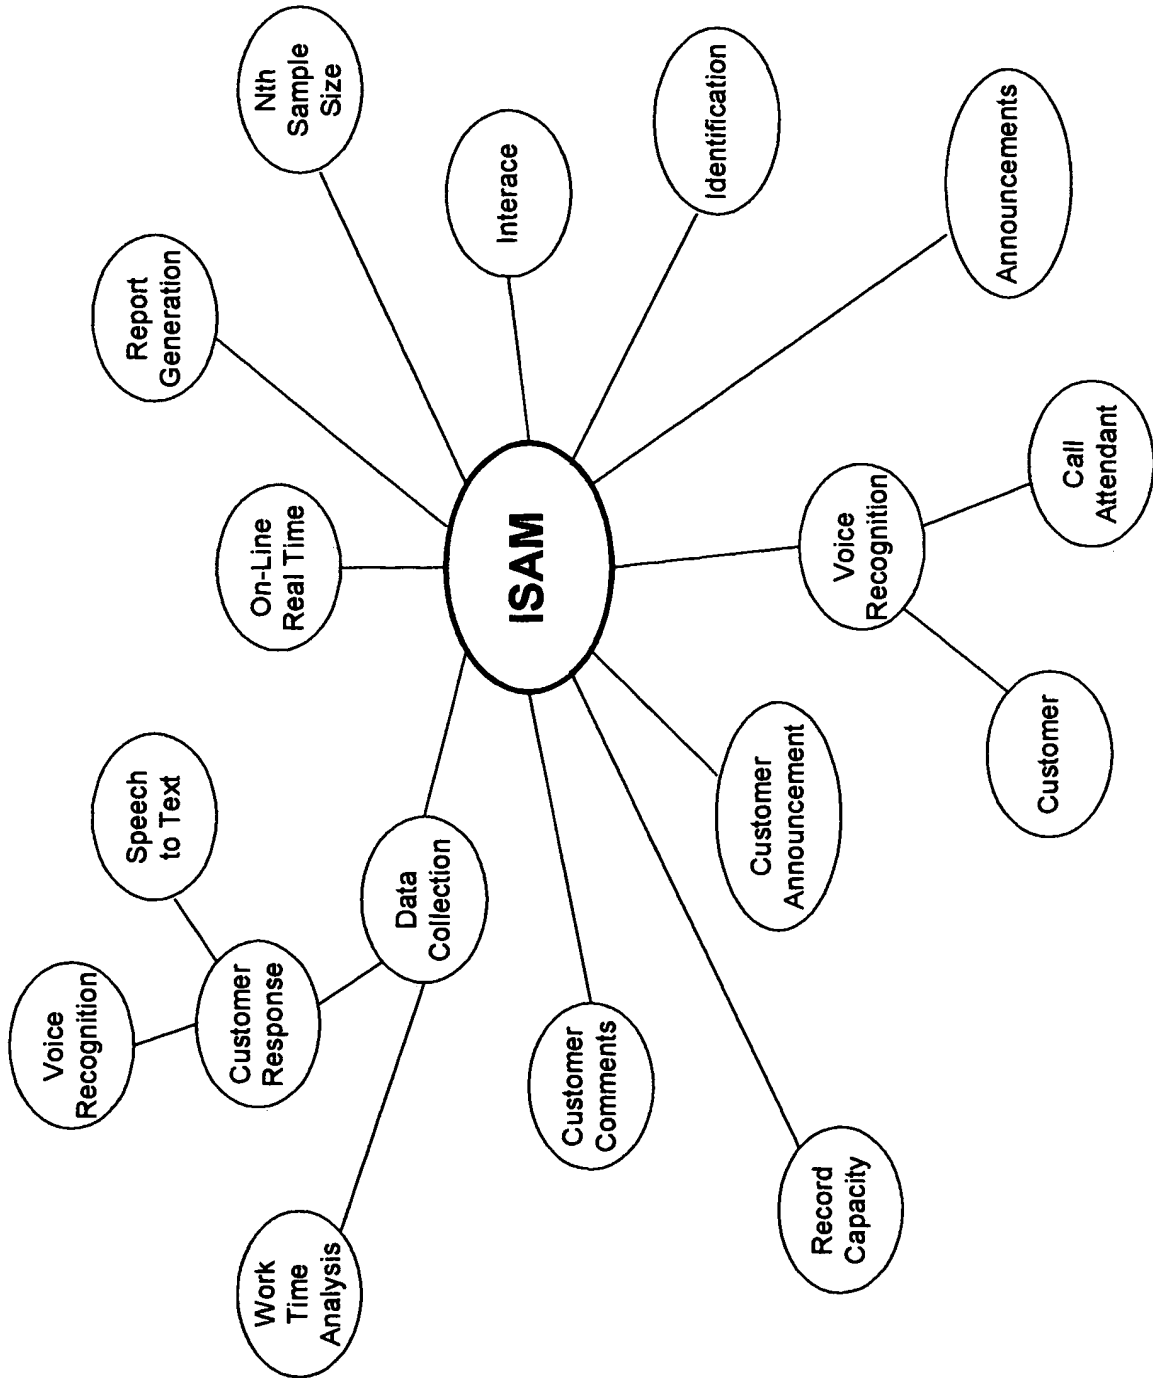 Voice
Recognition
Speech
to Text
Report
Generation
Customer
Response
Work
Time
Analysis
On-Line
Real Time
Nth
Sample
Size
Data
Collection
Interace
ISAM
Customer
Comments
Identification
Customer
Announcement
Record
Capacity
Voice
Recognition
Announcements
Customer
Call
Attendant